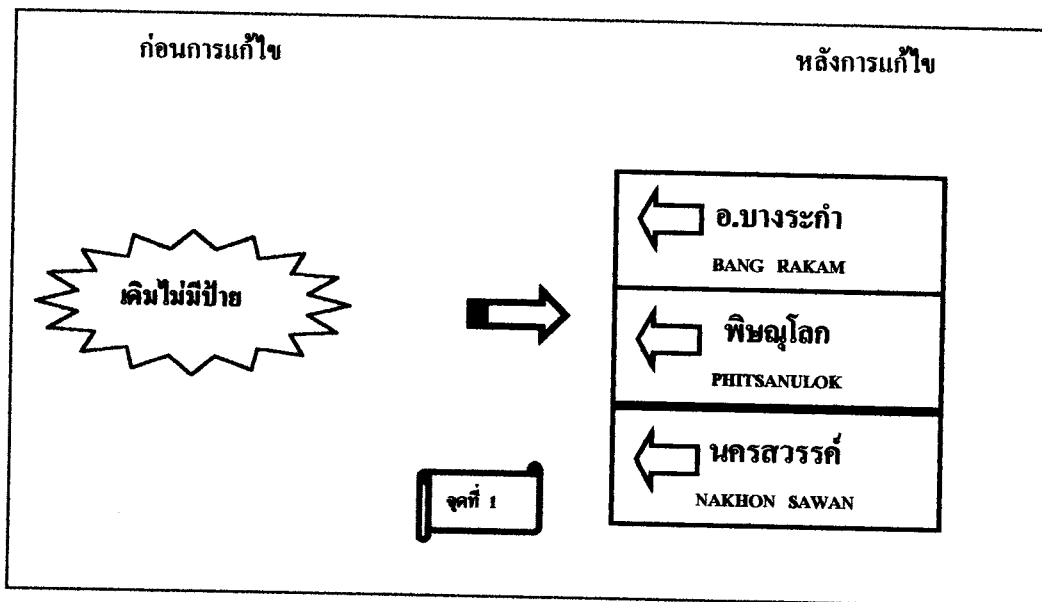 ก่อนการแก้ไข
หลังการแก้ไข
เดิมไม่มีป้าย
อ.บางระกำ
BANG RAKAM
พิษณุโลก
PHITSANULOK
นครสวรรค์
NAKHON SAWAN
จุดที่ 1